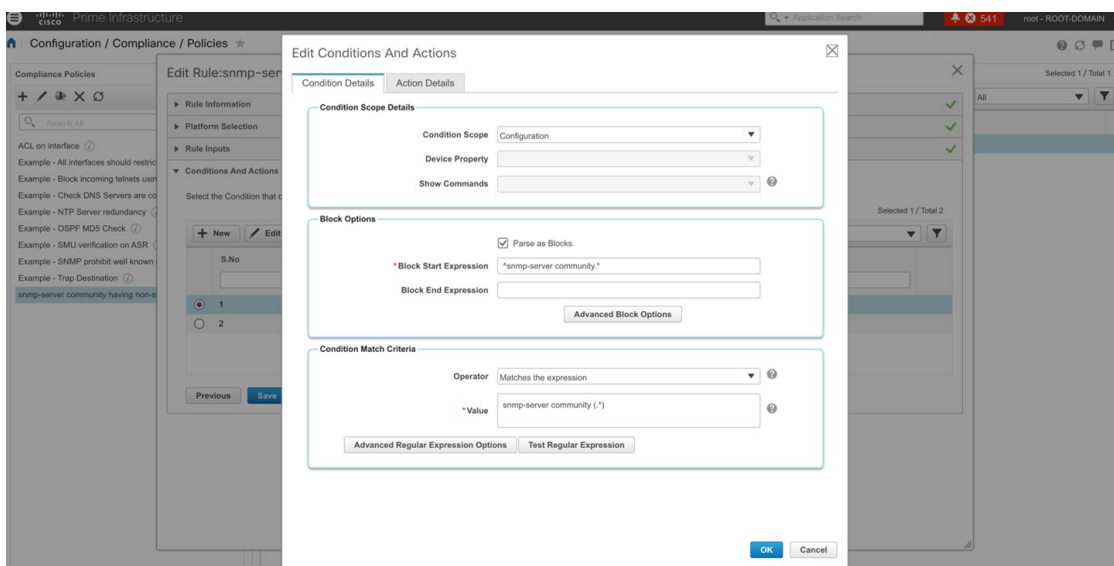 cisco Prime Infrastructure
Application Search
541
root - ROOT-DOMAIN
Configuration / Compliance / Policies
Compliance Policies
Selected 1 / Total 1
Search All
All
ACL on interface
Example - All interfaces should restric
Example - Block incoming telnets usin
Example - Check DNS Servers are co
Example - NTP Server redundancy
Example - OSPF MD5 Check
Example - SMU verification on ASR
Example - SNMP prohibit well known
Example - Trap Destination
snmp-server community having non-s
Edit Rule:snmp-ser
Rule Information
Platform Selection
Rule Inputs
Conditions And Actions
Select the Condition that c
Selected 1 / Total 2
New
Edit
S.No
1
2
Previous
Save
Edit Conditions And Actions
Condition Details
Action Details
Condition Scope Details
Condition Scope
Configuration
Device Property
Show Commands
Block Options
Parse as Blocks
*Block Start Expression
^snmp-server community.*
Block End Expression
Advanced Block Options
Condition Match Criteria
Operator
Matches the expression
*Value
snmp-server community (.*)
Advanced Regular Expression Options
Test Regular Expression
OK
Cancel